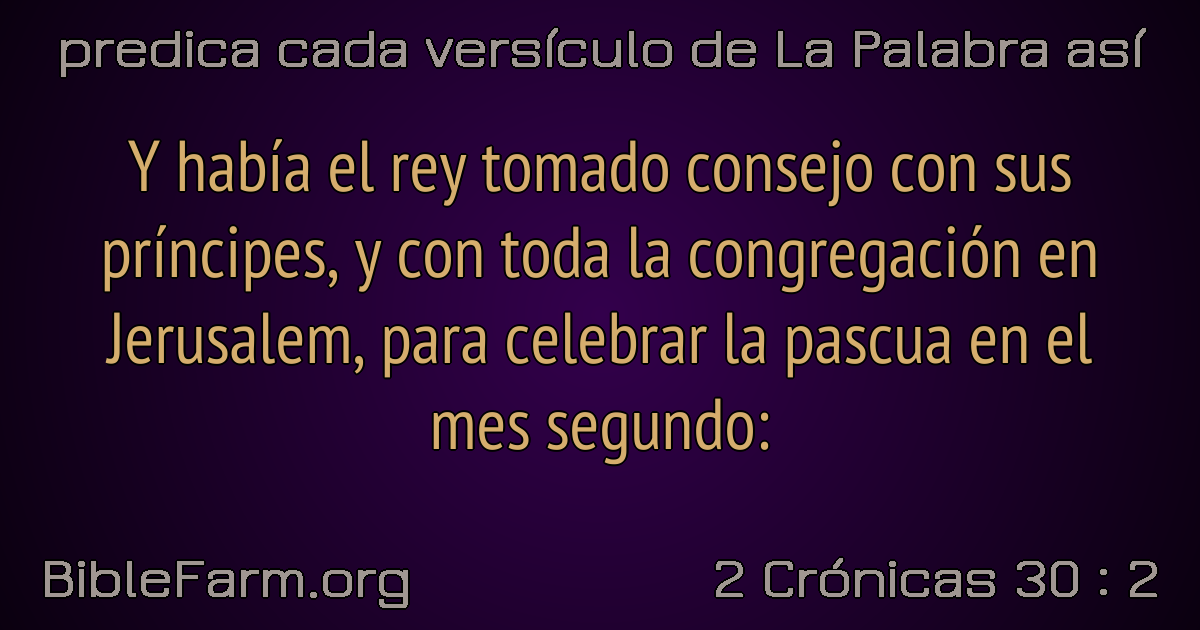 predica cada versículo de La Palabra así
Y había el rey tomado consejo con sus
príncipes, y con toda la congregación en
Jerusalem, para celebrar la pascua en el
mes segundo:
BibleFarm.org
2 Crónicas 30 : 2